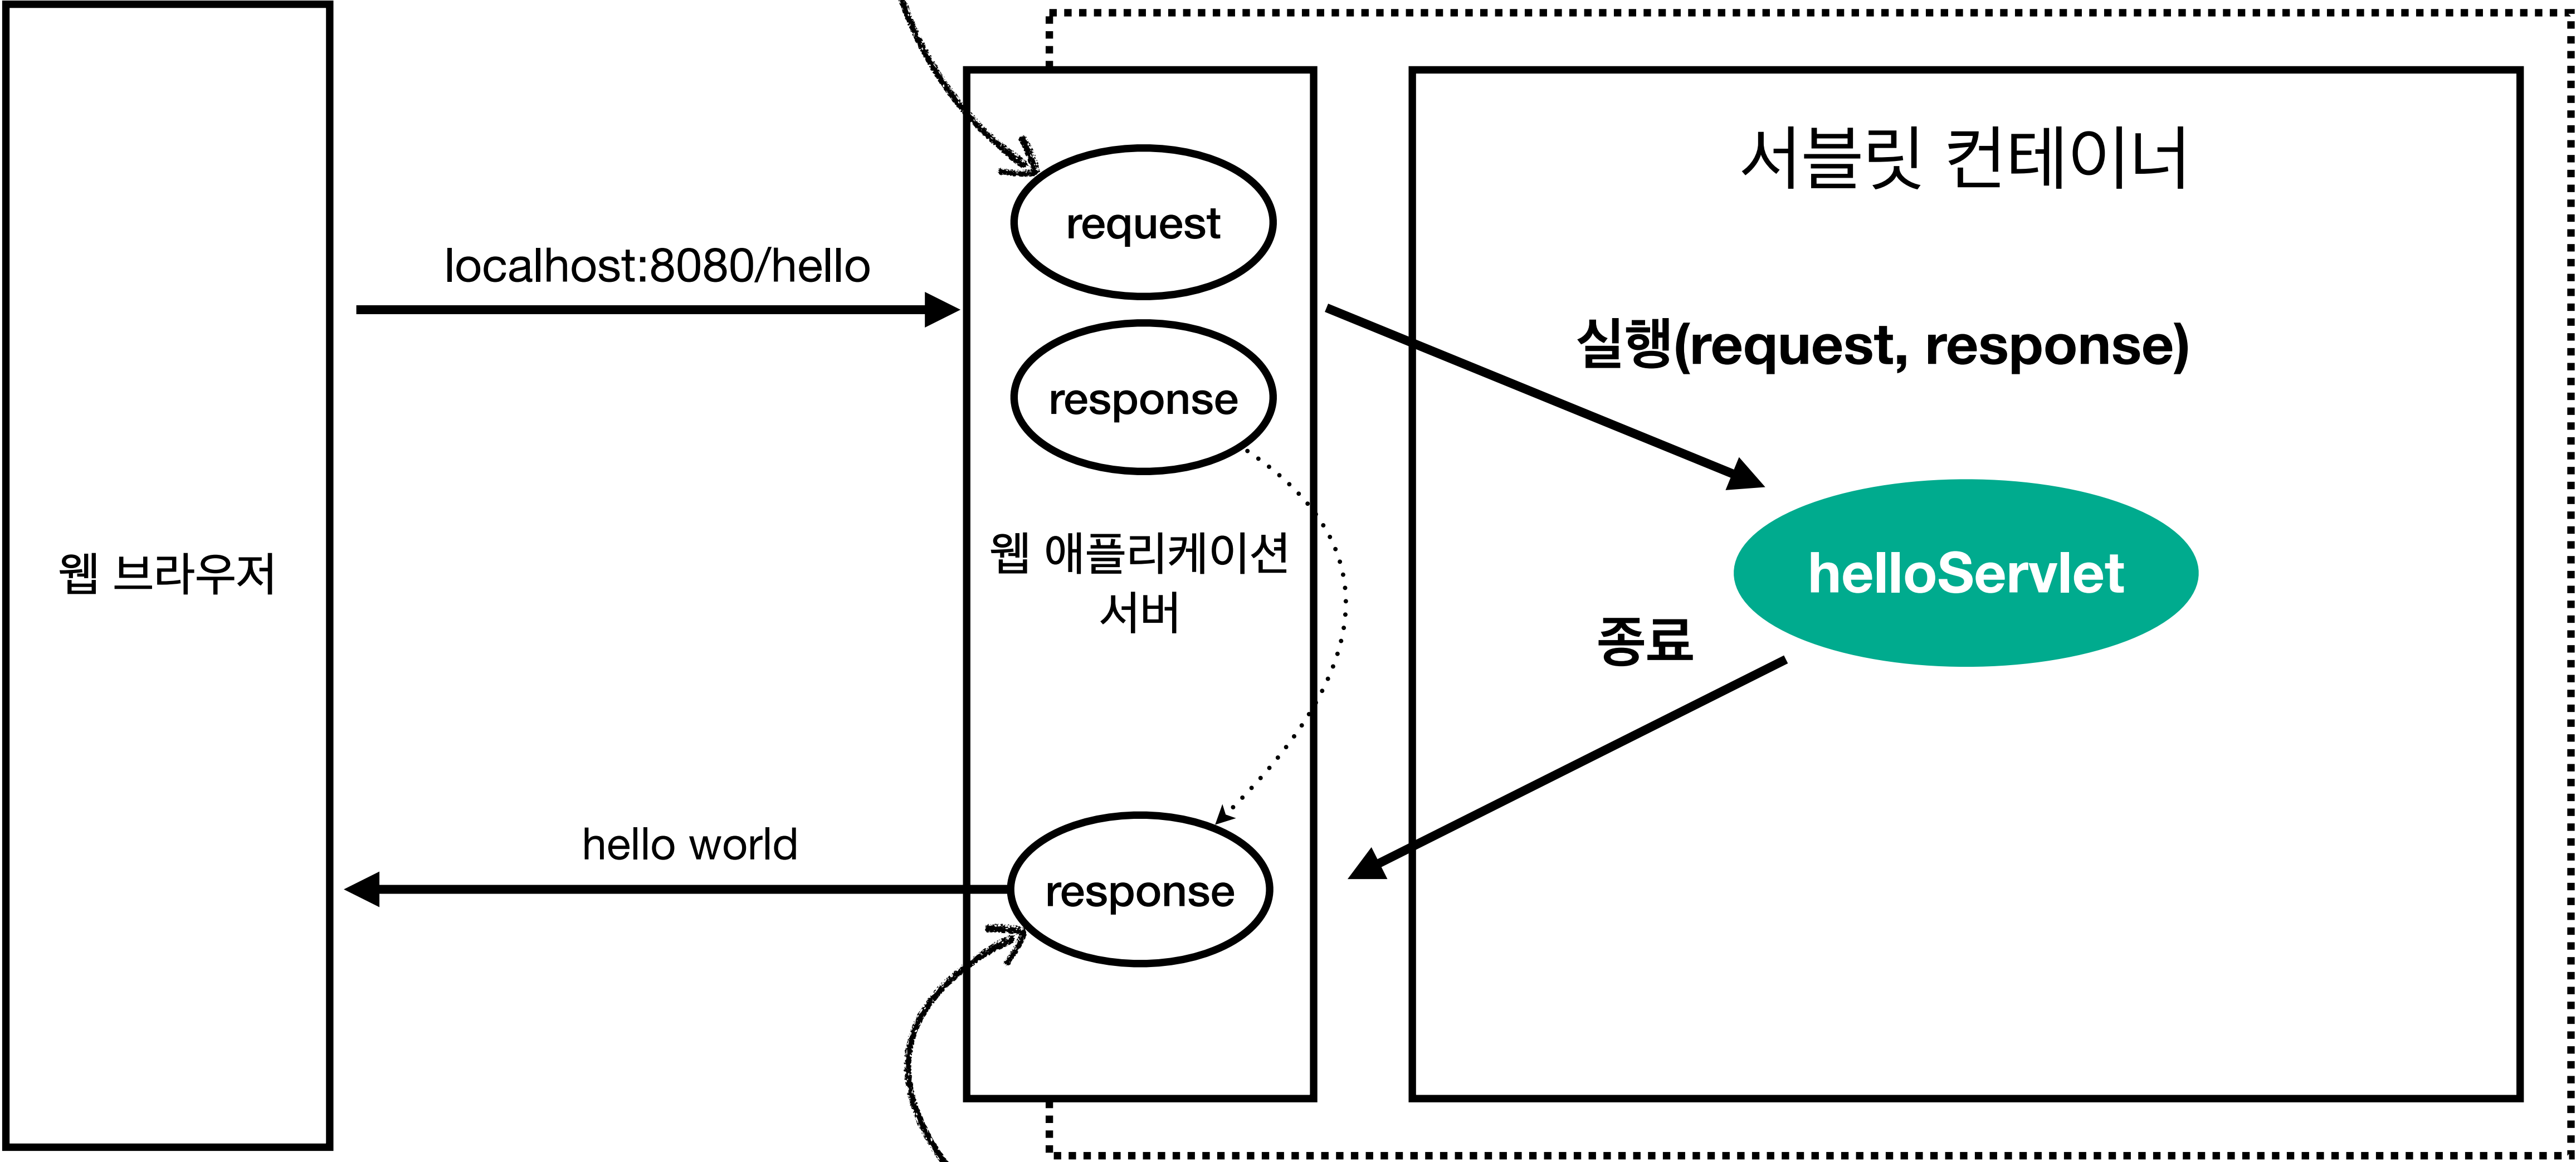 웹 브라우저
localhost:8080/hello
hello world
request
response
웹 애플리케이션
서버
response
서블릿 컨테이너
실행(request, response)
helloServlet
종료